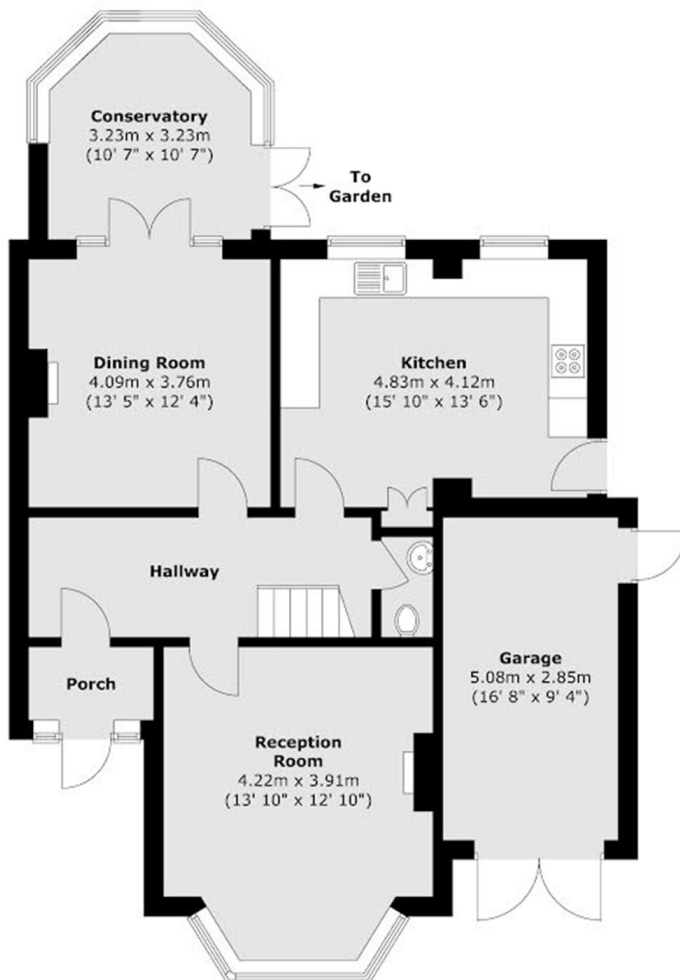 Conservatory
3.23m x 3.23m
(10' 7" x 10' 7")
To
Garden
Dining Room
4.09m x 3.76m
(13' 5" x 12' 4")
Kitchen
4.83m x 4.12m
(15' 10" x 13' 6")
Hallway
Porch
Reception
Room
4.22m x 3.91m
(13' 10" x 12' 10")
Garage
5.08m x 2.85m
(16' 8" x 9' 4")